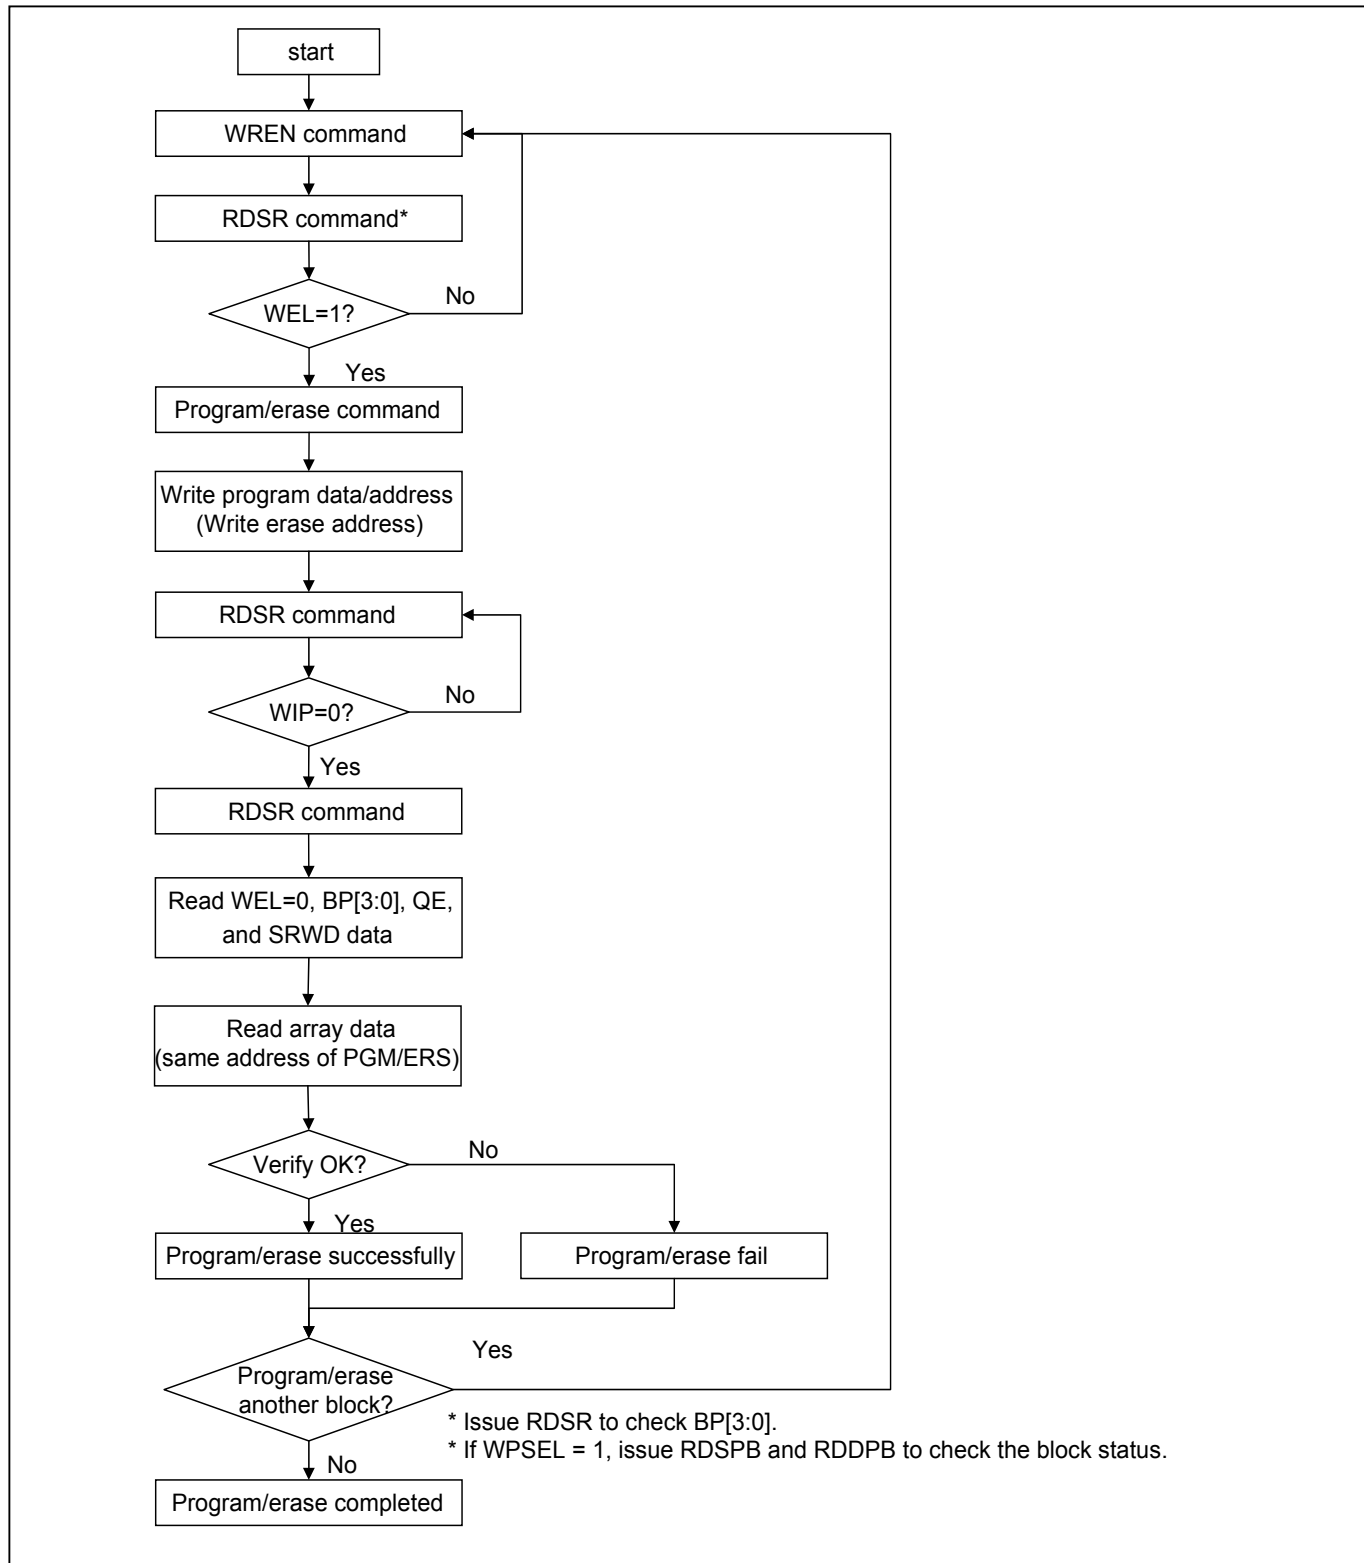 start
WREN command
RDSR command*
WEL=1?
No
Yes
Program/erase command
Write program data/address
(Write erase address)
RDSR command
WIP=0?
No
Yes
RDSR command
Read WEL=0, BP[3:0], QE,
and SRWD data
Read array data
(same address of PGM/ERS)
Verify OK?
No
Yes
Program/erase successfully
Program/erase fail
Program/erase
another block?
Yes
* Issue RDSR to check BP[3:0].
* If WPSEL = 1, issue RDSPB and RDDPB to check the block status.
No
Program/erase completed